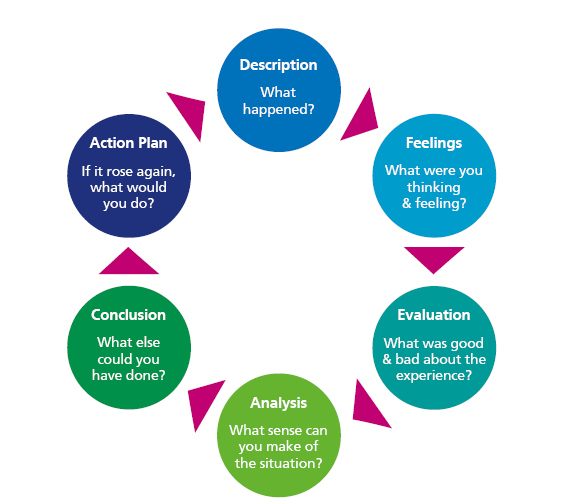 Description
What
happened?
Feelings
What were you
thinking
& feeling?
Evaluation
What was good
& bad about the
experience?
Analysis
What sense can
you make of
the situation?
Conclusion
What else
could you
have done?
Action Plan
If it rose again,
what would
you do?